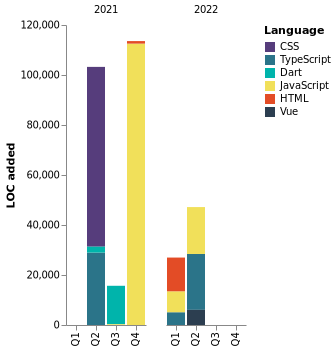 2021 2022
LOC added
120,000
100,000
80,000
60,000
40,000
20,000
0
Q1 Q2 Q3 Q4 Q1 Q2 Q3 Q4
Language
CSS
TypeScript
Dart
JavaScript
HTML
Vue